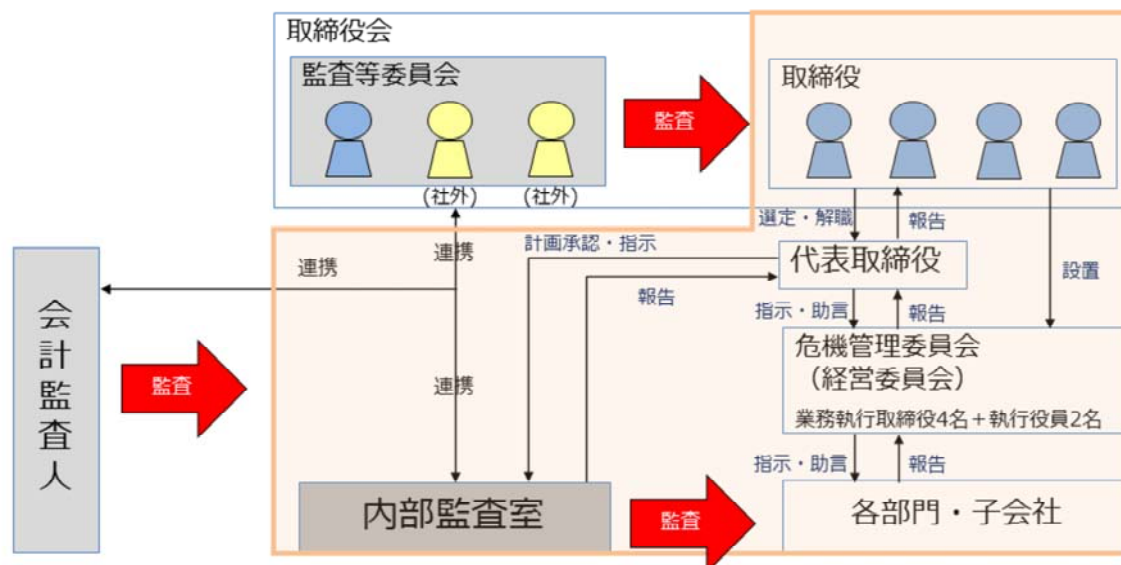 取締役会
監査等委員会
(社外)
(社外)
監査
取締役
選定・解職
報告
設置
代表取締役
計画承認・指示
報告
連携
連携
連携
指示・助言
報告
危機管理委員会
（経営委員会）
業務執行取締役4名＋執行役員2名
指示・助言
報告
会計監査人
監査
内部監査室
監査
各部門・子会社